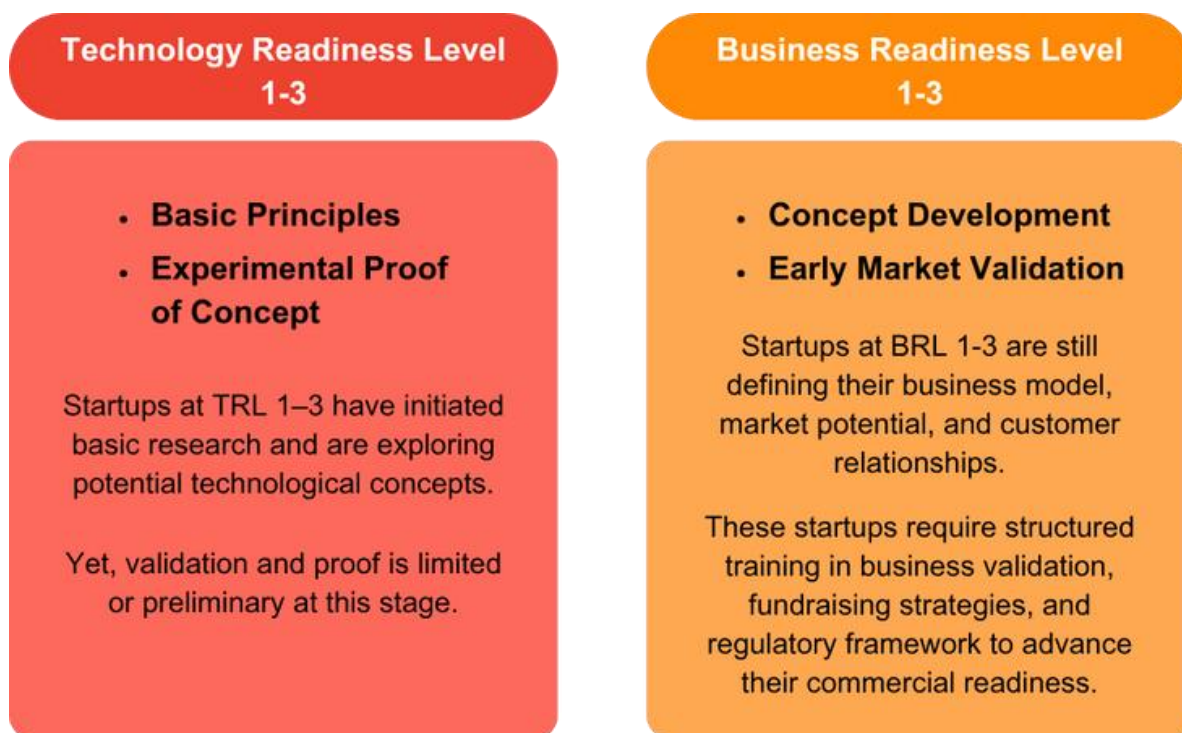 Technology Readiness Level
1-3
• Basic Principles
• Experimental Proof
of Concept
Startups at TRL 1–3 have initiated
basic research and are exploring
potential technological concepts.
Yet, validation and proof is limited
or preliminary at this stage.
Business Readiness Level
1-3
• Concept Development
• Early Market Validation
Startups at BRL 1-3 are still
defining their business model,
market potential, and customer
relationships.
These startups require structured
training in business validation,
fundraising strategies, and
regulatory framework to advance
their commercial readiness.